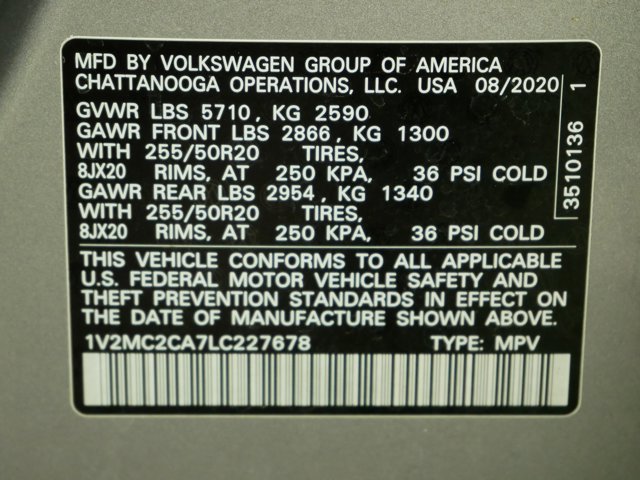 MFD BY VOLKSWAGEN GROUP OF AMERICA
CHATTANOOGA OPERATIONS, LLC. USA 08/2020
GVWR LBS 5710, KG 2590
GAWR FRONT LBS 2866, KG 1300
WITH 255/50R20 TIRES,
8JX20 RIMS, AT 250 KPA, 36 PSI COLD
GAWR REAR LBS 2954, KG 1340
WITH 255/50R20 TIRES,
8JX20 RIMS, AT 250 KPA, 36 PSI COLD
THIS VEHICLE CONFORMS TO ALL APPLICABLE
U.S. FEDERAL MOTOR VEHICLE SAFETY AND
THEFT PREVENTION STANDARDS IN EFFECT ON
THE DATE OF MANUFACTURE SHOWN ABOVE.
1V2MC2CA7LC227678 TYPE: MPV
3510136 1